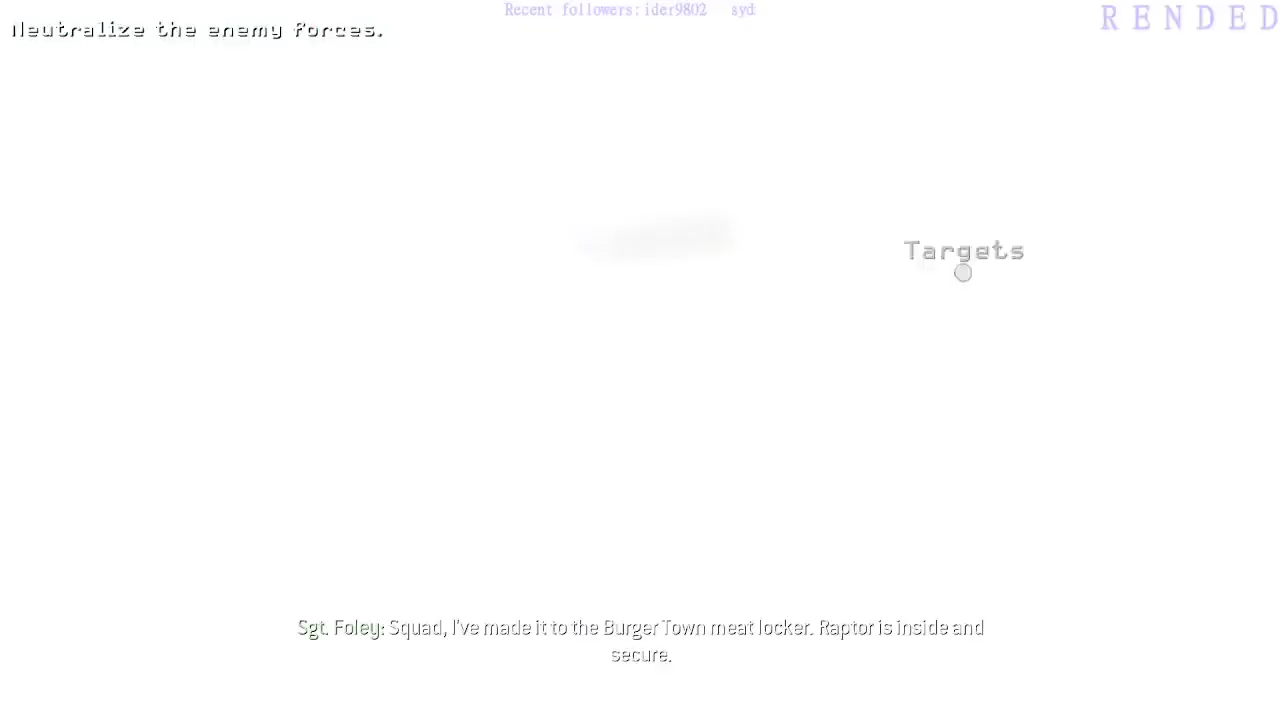 Recent followers: ider9802 syd
RENDED
Neutralize the enemy forces.
Targets
Sgt. Foley: Squad, I've made it to the Burger Town meat locker. Raptor is inside and
secure.